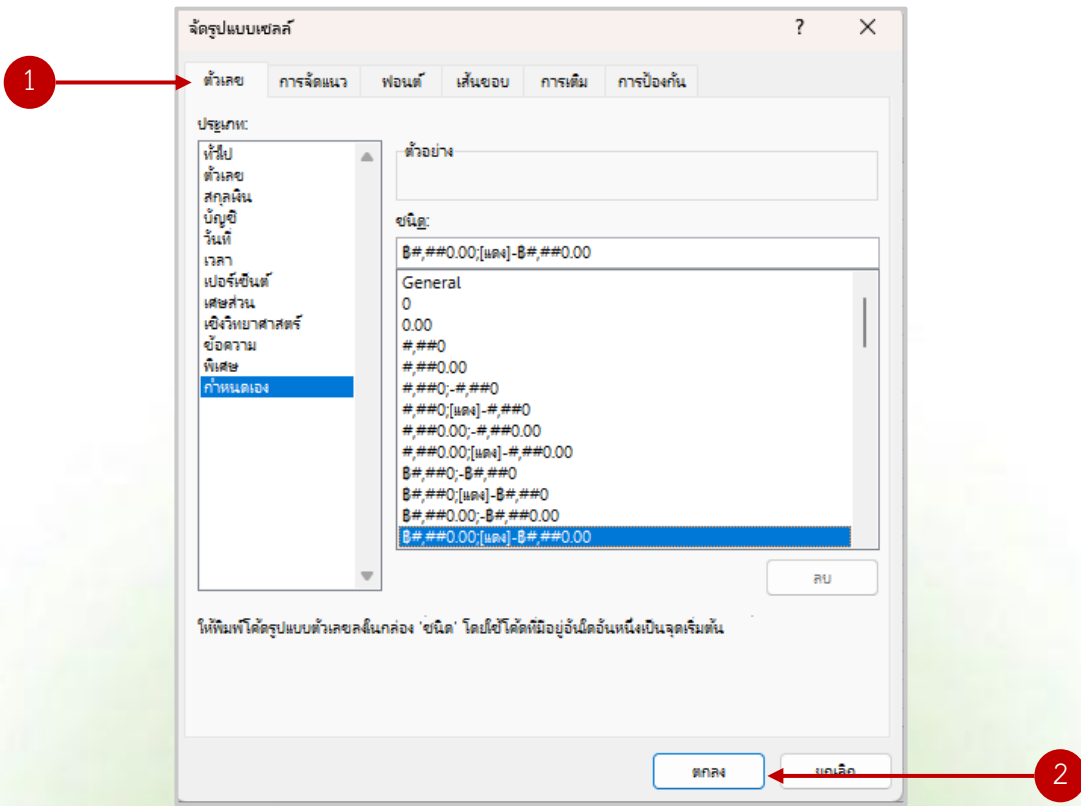 จัดรูปแบบเซลล์ ? ×
1
ตัวเลข การจัดแนว ฟอนต์ เส้นขอบ การเติม การป้องกัน
ประเภท:
ทั่วไป
ตัวเลข
สกุลเงิน
บัญชี
วันที่
เวลา
เปอร์เซ็นต์
เศษส่วน
เชิงวิทยาศาสตร์
ข้อความ
พิเศษ
กำหนดเอง
ตัวอย่าง
ชนิด:
฿#,##0.00;[แดง]-฿#,##0.00
General
0
0.00
#,##0
#,##0.00
#,##0;-#,##0
#,##0;[แดง]-#,##0
#,##0.00;-#,##0.00
#,##0.00;[แดง]-#,##0.00
฿#,##0;-฿#,##0
฿#,##0;[แดง]-฿#,##0
฿#,##0.00;-฿#,##0.00
฿#,##0.00;[แดง]-฿#,##0.00
ลบ
ให้พิมพ์โค้ดรูปแบบตัวเลขลงในกล่อง 'ชนิด' โดยใช้โค้ดที่มีอยู่อันใดอันหนึ่งเป็นจุดเริ่มต้น
ตกลง ยกเลิก
2